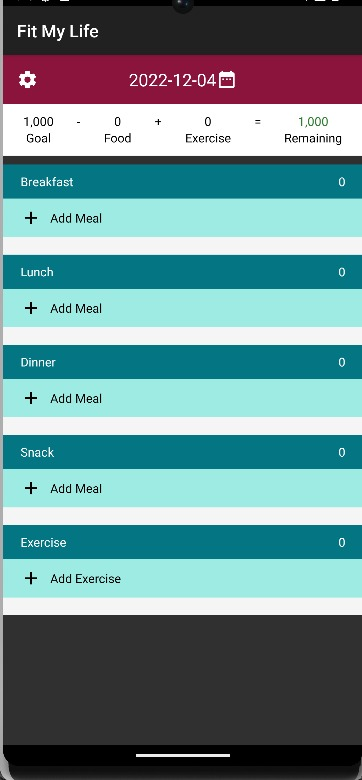 Fit My Life
2022-12-04
1,000 - 0 + 0 = 1,000
Goal Food Exercise Remaining
Breakfast 0
+ Add Meal
Lunch 0
+ Add Meal
Dinner 0
+ Add Meal
Snack 0
+ Add Meal
Exercise 0
+ Add Exercise